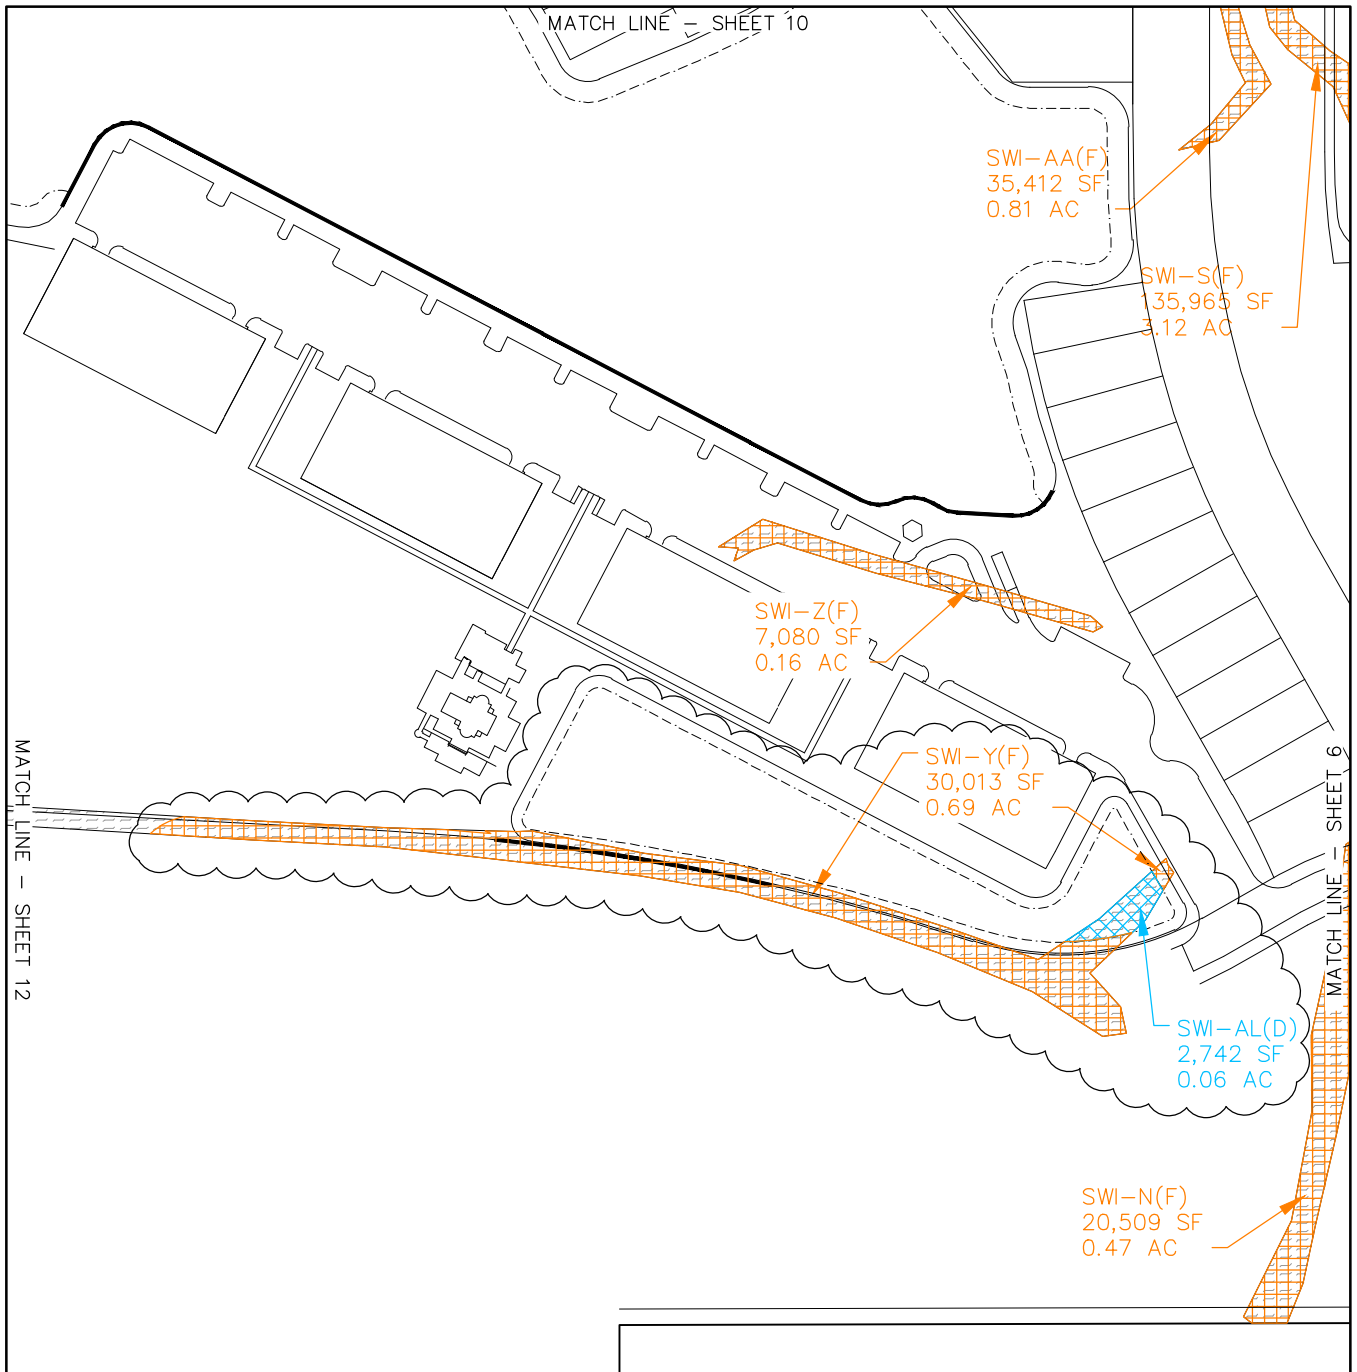 MATCH LINE - SHEET 10
SWI-AA(F)
35,412 SF
0.81 AC
SWI-S(F)
135,965 SF
3.12 AC
SWI-Z(F)
7,080 SF
0.16 AC
SWI-Y(F)
30,013 SF
0.69 AC
MATCH LINE - SHEET 12
MATCH LINE - SHEET 6
SWI-AL(D)
2,742 SF
0.06 AC
SWI-N(F)
20,509 SF
0.47 AC